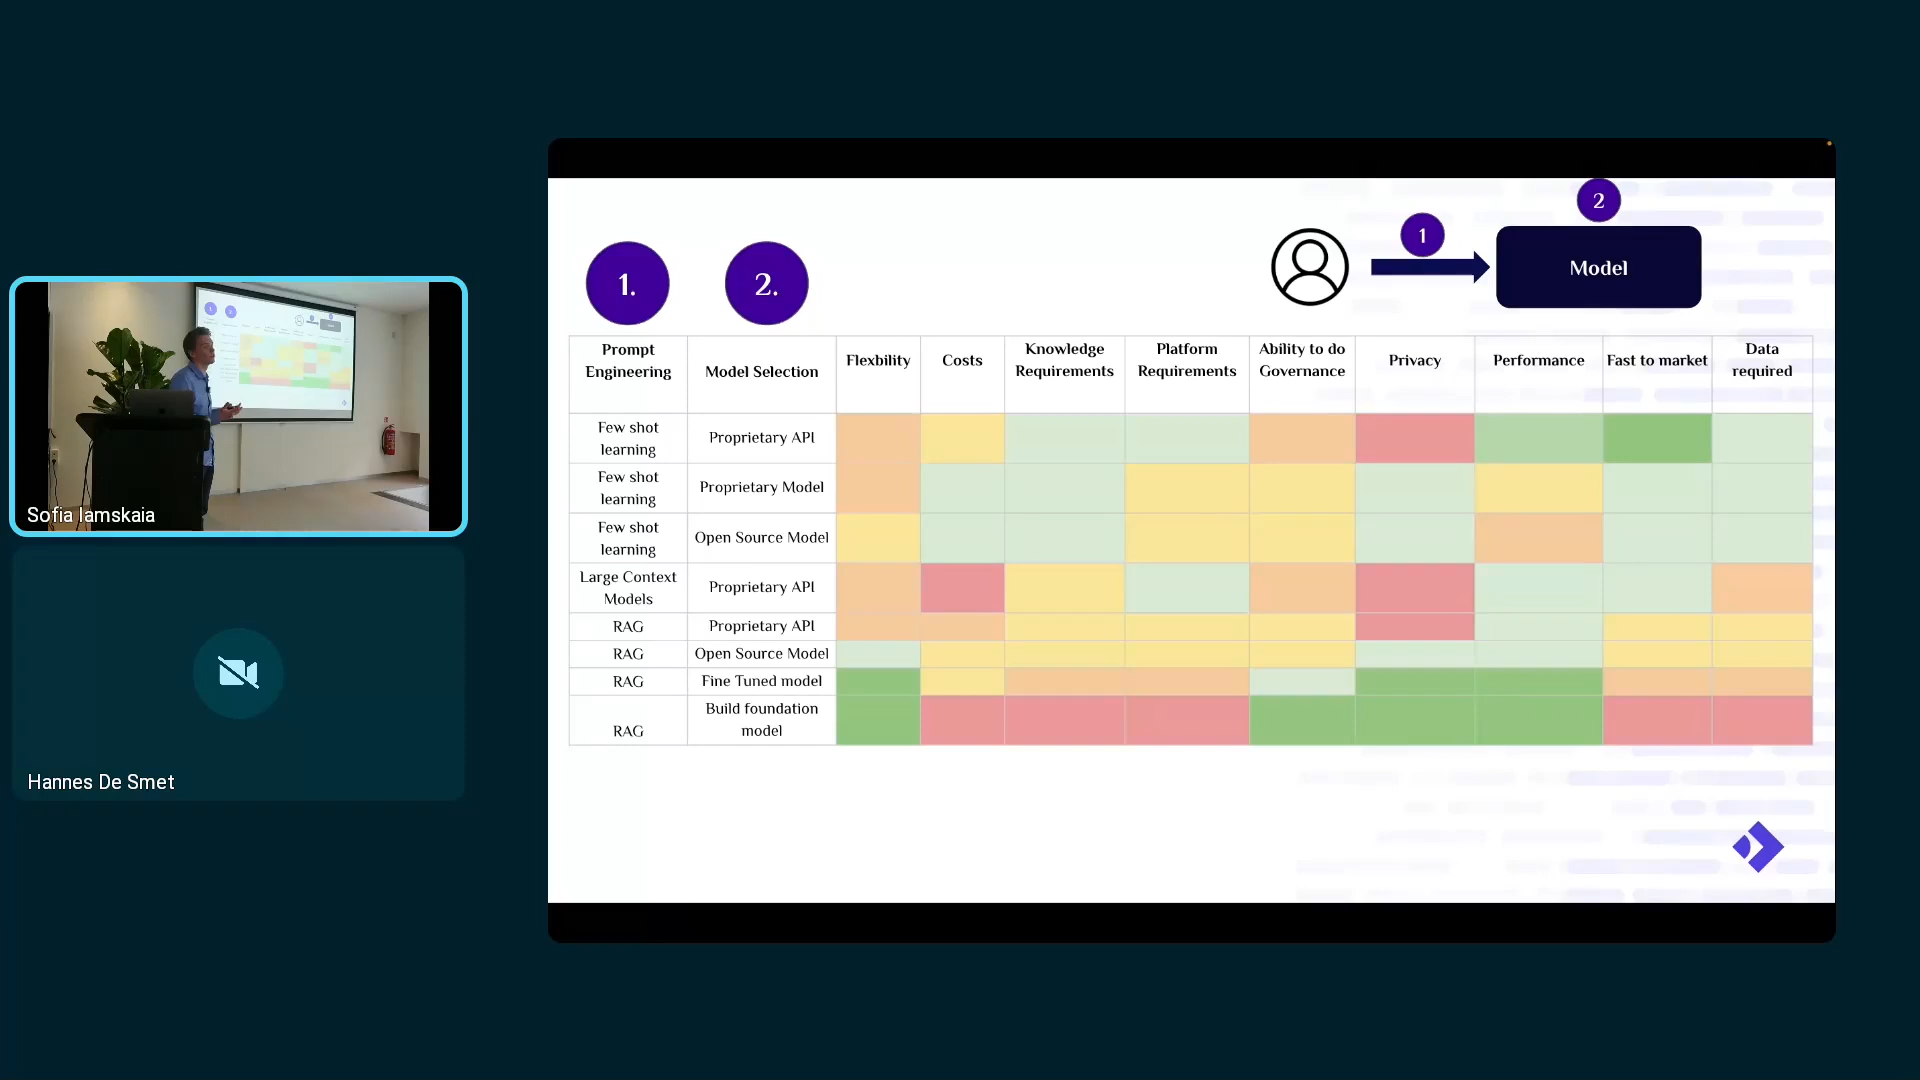 Sofia Iamskaia
Hannes De Smet
1.
2.
1
2
Model
Prompt
Engineering
Model Selection
Flexbility
Costs
Knowledge
Requirements
Platform
Requirements
Ability to do
Governance
Privacy
Performance
Fast to market
Data
required
Few shot
learning
Proprietary API
Few shot
learning
Proprietary Model
Few shot
learning
Open Source Model
Large Context
Models
Proprietary API
RAG
Proprietary API
RAG
Open Source Model
RAG
Fine Tuned model
RAG
Build foundation
model